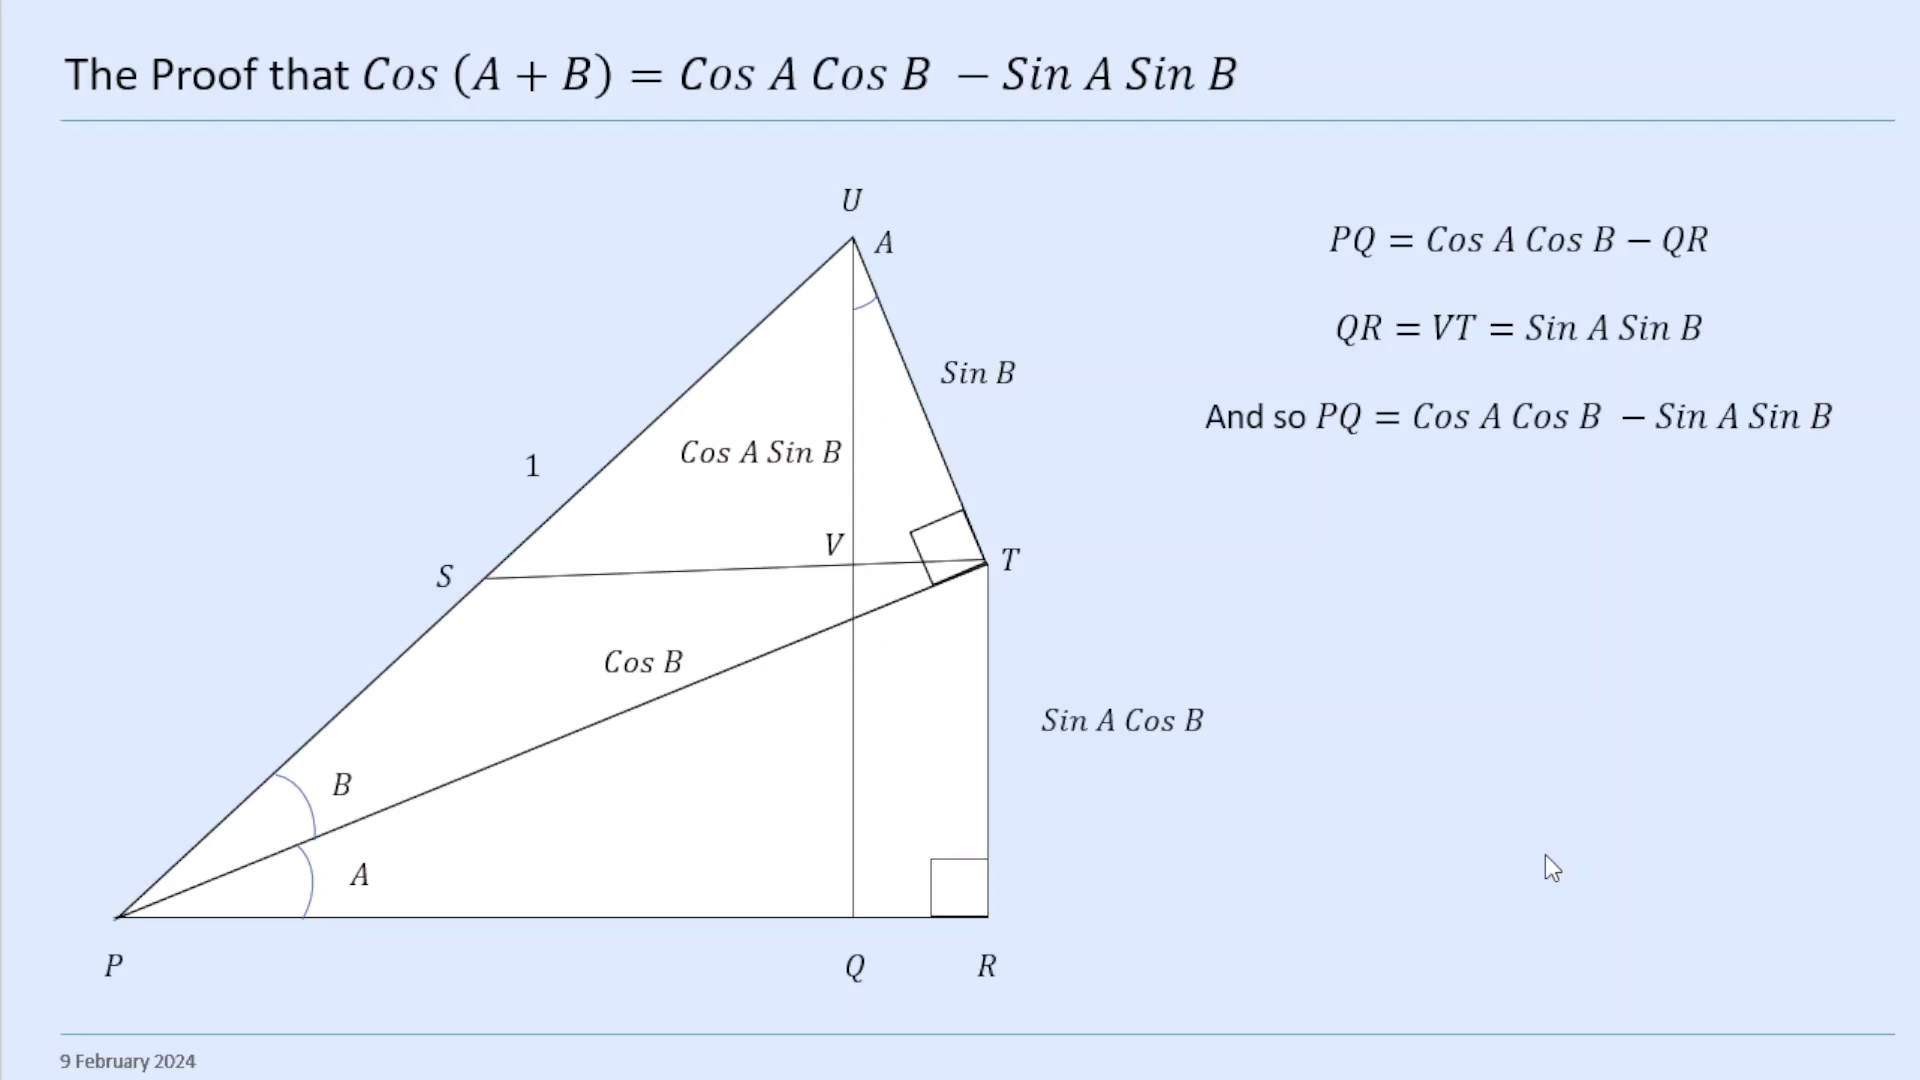 The Proof that Cos (A + B) = Cos A Cos B − Sin A Sin B
U
A
PQ = Cos A Cos B − QR
QR = VT = Sin A Sin B
Sin B
And so PQ = Cos A Cos B − Sin A Sin B
1
Cos A Sin B
V
S
T
Cos B
Sin A Cos B
B
A
P
Q
R
9 February 2024